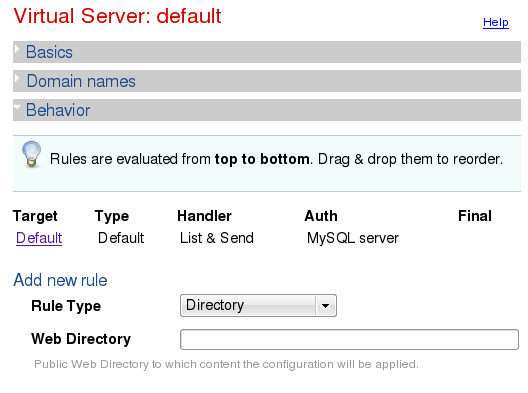 Virtual Server: default
Help
Basics
Domain names
Behavior
Rules are evaluated from top to bottom. Drag & drop them to reorder.
Target Type Handler Auth Final
Default Default List & Send MySQL server
Add new rule
Rule Type Directory
Web Directory
Public Web Directory to which content the configuration will be applied.